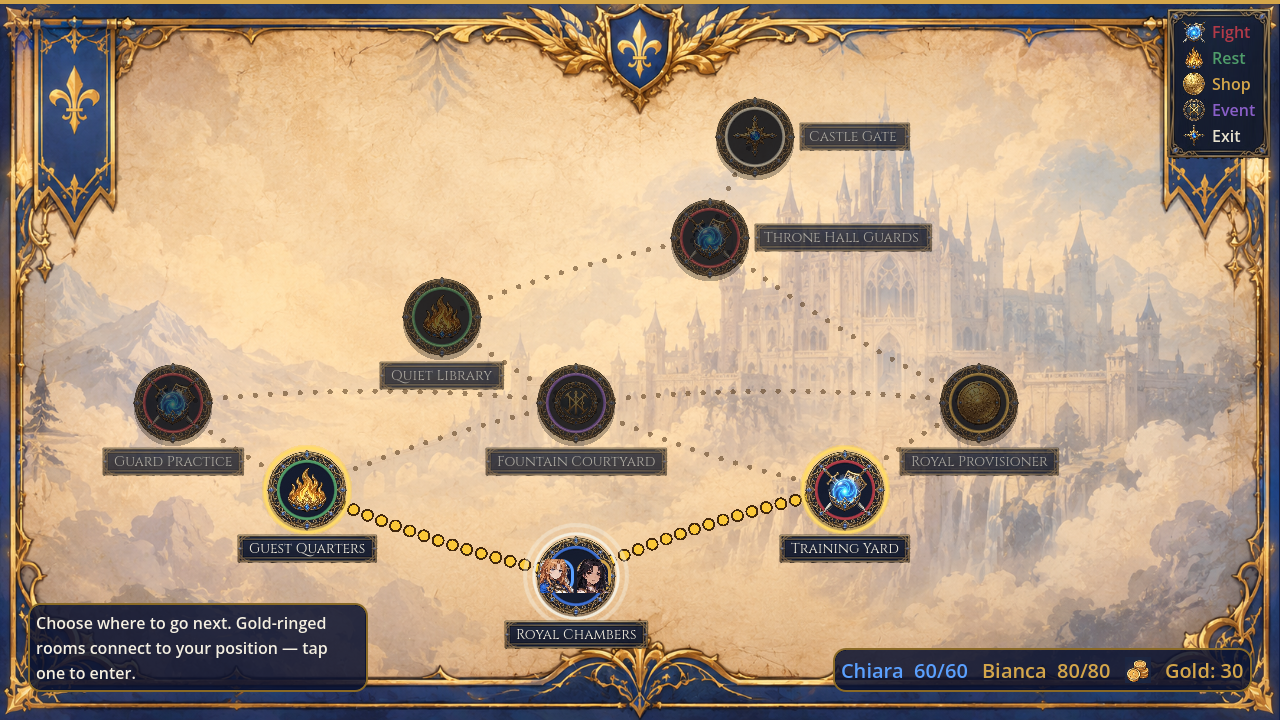 Fight
Rest
Shop
Event
Exit
CASTLE GATE
THRONE HALL GUARDS
QUIET LIBRARY
GUARD PRACTICE
FOUNTAIN COURTYARD
ROYAL PROVISIONER
GUEST QUARTERS
TRAINING YARD
ROYAL CHAMBERS
Choose where to go next. Gold-ringed
rooms connect to your position — tap
one to enter.
Chiara 60/60 Bianca 80/80 Gold: 30